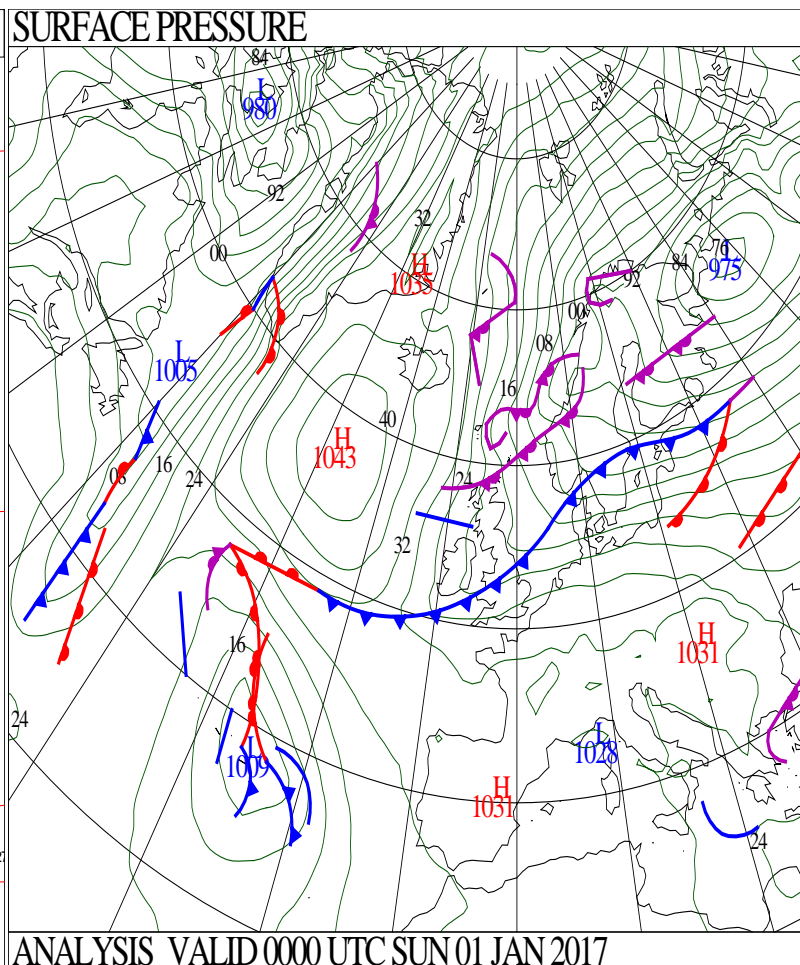 SURFACE PRESSURE
84
L
980
92
32
00
H
1035
76
L
975
84
92
00
08
L
1005
16
40
H
1043
08
16
24
24
32
16
H
1031
24
L
1009
L
1028
H
1031
24
ANALYSIS VALID 0000 UTC SUN 01 JAN 2017